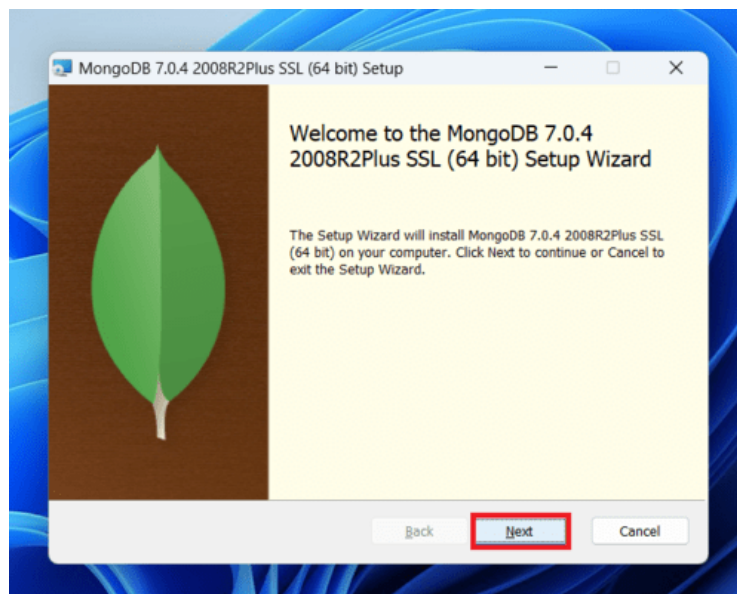 MongoDB 7.0.4 2008R2Plus SSL (64 bit) Setup
Welcome to the MongoDB 7.0.4
2008R2Plus SSL (64 bit) Setup Wizard
The Setup Wizard will install MongoDB 7.0.4 2008R2Plus SSL
(64 bit) on your computer. Click Next to continue or Cancel to
exit the Setup Wizard.
Back
Next
Cancel